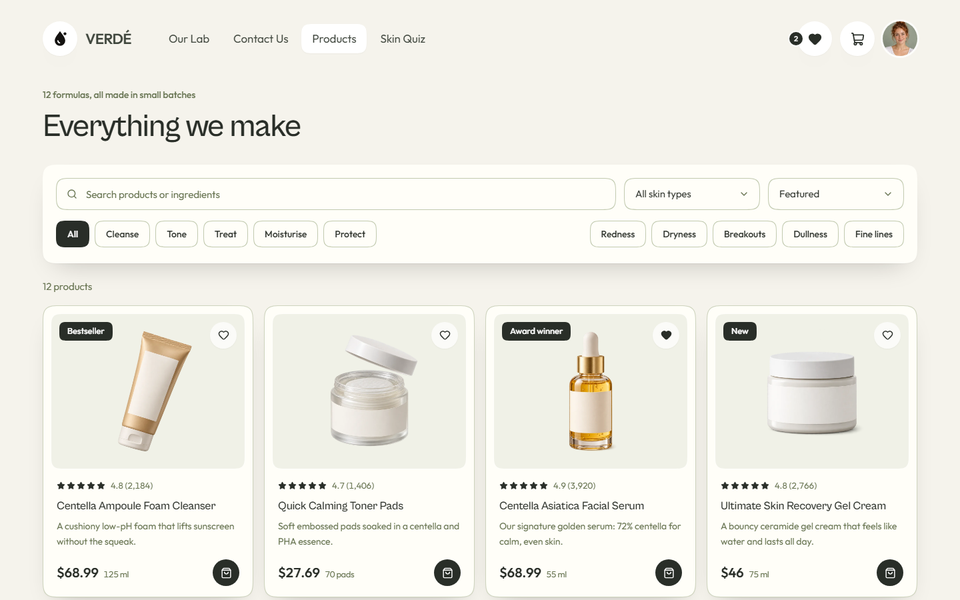 VERDÉ
Our Lab
Contact Us
Products
Skin Quiz
2
12 formulas, all made in small batches
Everything we make
Search products or ingredients
All skin types
Featured
All
Cleanse
Tone
Treat
Moisturise
Protect
Redness
Dryness
Breakouts
Dullness
Fine lines
12 products
Bestseller
4.8 (2,184)
Centella Ampoule Foam Cleanser
A cushiony low-pH foam that lifts sunscreen
without the squeak.
$68.99 125 ml
4.7 (1,406)
Quick Calming Toner Pads
Soft embossed pads soaked in a centella and
PHA essence.
$27.69 70 pads
Award winner
4.9 (3,920)
Centella Asiatica Facial Serum
Our signature golden serum: 72% centella for
calm, even skin.
$68.99 55 ml
New
4.8 (2,766)
Ultimate Skin Recovery Gel Cream
A bouncy ceramide gel cream that feels like
water and lasts all day.
$46 75 ml